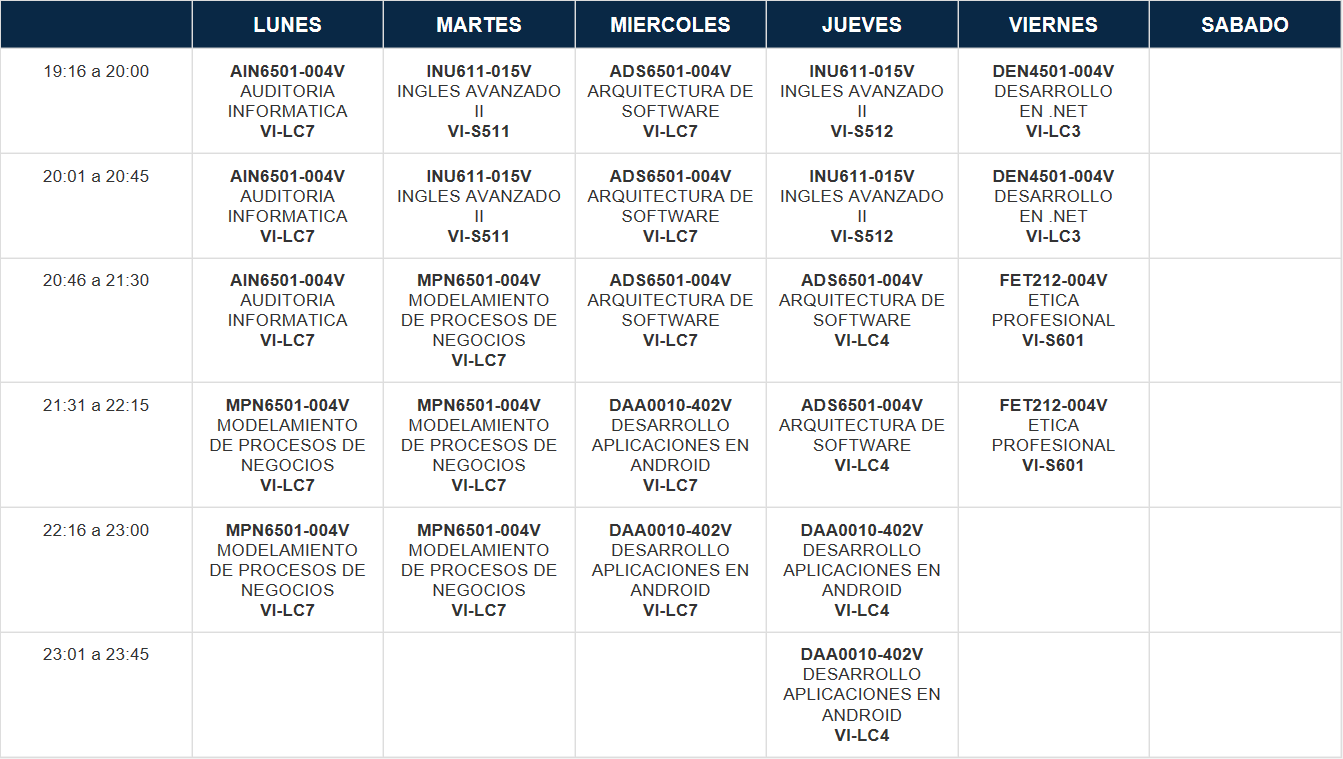 LUNES MARTES MIERCOLES JUEVES VIERNES SABADO
19:16 a 20:00
AIN6501-004V
AUDITORIA
INFORMATICA
VI-LC7
INU611-015V
INGLES AVANZADO
II
VI-S511
ADS6501-004V
ARQUITECTURA DE
SOFTWARE
VI-LC7
INU611-015V
INGLES AVANZADO
II
VI-S512
DEN4501-004V
DESARROLLO
EN .NET
VI-LC3
20:01 a 20:45
AIN6501-004V
AUDITORIA
INFORMATICA
VI-LC7
INU611-015V
INGLES AVANZADO
II
VI-S511
ADS6501-004V
ARQUITECTURA DE
SOFTWARE
VI-LC7
INU611-015V
INGLES AVANZADO
II
VI-S512
DEN4501-004V
DESARROLLO
EN .NET
VI-LC3
20:46 a 21:30
AIN6501-004V
AUDITORIA
INFORMATICA
VI-LC7
MPN6501-004V
MODELAMIENTO
DE PROCESOS DE
NEGOCIOS
VI-LC7
ADS6501-004V
ARQUITECTURA DE
SOFTWARE
VI-LC7
ADS6501-004V
ARQUITECTURA DE
SOFTWARE
VI-LC4
FET212-004V
ETICA
PROFESIONAL
VI-S601
21:31 a 22:15
MPN6501-004V
MODELAMIENTO
DE PROCESOS DE
NEGOCIOS
VI-LC7
MPN6501-004V
MODELAMIENTO
DE PROCESOS DE
NEGOCIOS
VI-LC7
DAA0010-402V
DESARROLLO
APLICACIONES EN
ANDROID
VI-LC7
ADS6501-004V
ARQUITECTURA DE
SOFTWARE
VI-LC4
FET212-004V
ETICA
PROFESIONAL
VI-S601
22:16 a 23:00
MPN6501-004V
MODELAMIENTO
DE PROCESOS DE
NEGOCIOS
VI-LC7
MPN6501-004V
MODELAMIENTO
DE PROCESOS DE
NEGOCIOS
VI-LC7
DAA0010-402V
DESARROLLO
APLICACIONES EN
ANDROID
VI-LC7
DAA0010-402V
DESARROLLO
APLICACIONES EN
ANDROID
VI-LC4
23:01 a 23:45
DAA0010-402V
DESARROLLO
APLICACIONES EN
ANDROID
VI-LC4